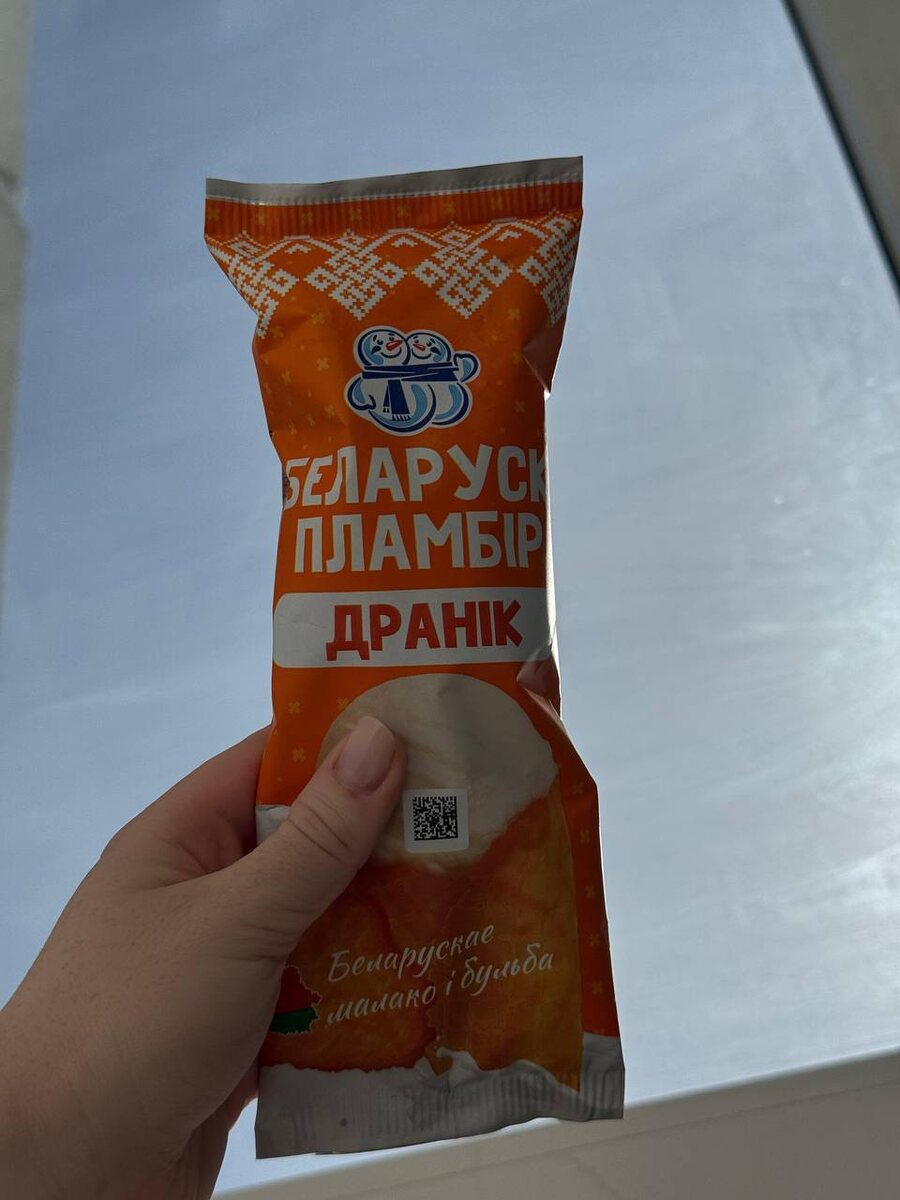 БЕЛАРУСК
ПЛАМБІР
ДРАНІК
Беларускае
малако і бульба